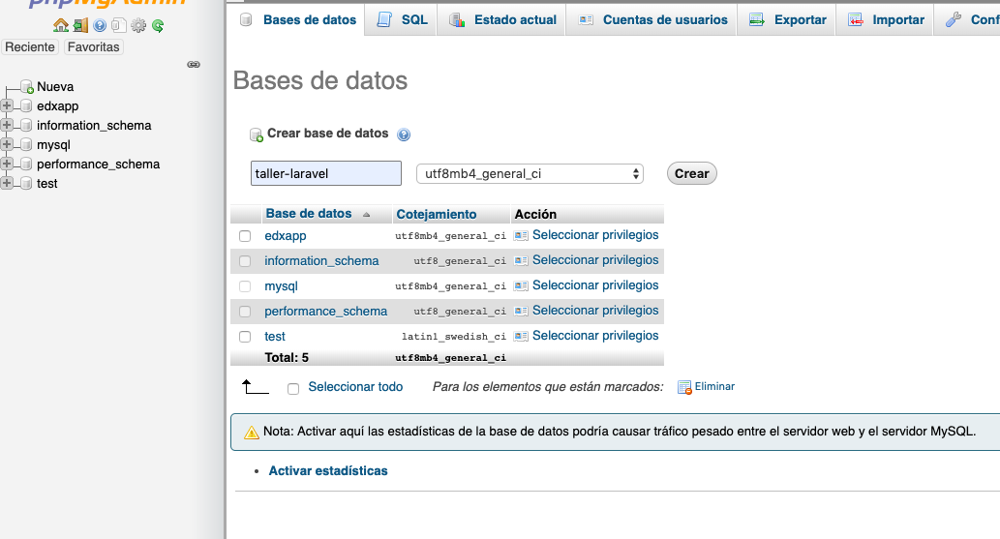 phpMyAdmin
Reciente Favoritas
Nueva
edxapp
information_schema
mysql
performance_schema
test
Bases de datos SQL Estado actual Cuentas de usuarios Exportar Importar Conf
Bases de datos
Crear base de datos
taller-laravel utf8mb4_general_ci Crear
Base de datos Cotejamiento Acción
edxapp utf8mb4_general_ci Seleccionar privilegios
information_schema utf8_general_ci Seleccionar privilegios
mysql utf8mb4_general_ci Seleccionar privilegios
performance_schema utf8_general_ci Seleccionar privilegios
test latin1_swedish_ci Seleccionar privilegios
Total: 5 utf8mb4_general_ci
Seleccionar todo Para los elementos que están marcados: Eliminar
Nota: Activar aquí las estadísticas de la base de datos podría causar tráfico pesado entre el servidor web y el servidor MySQL.
• Activar estadísticas